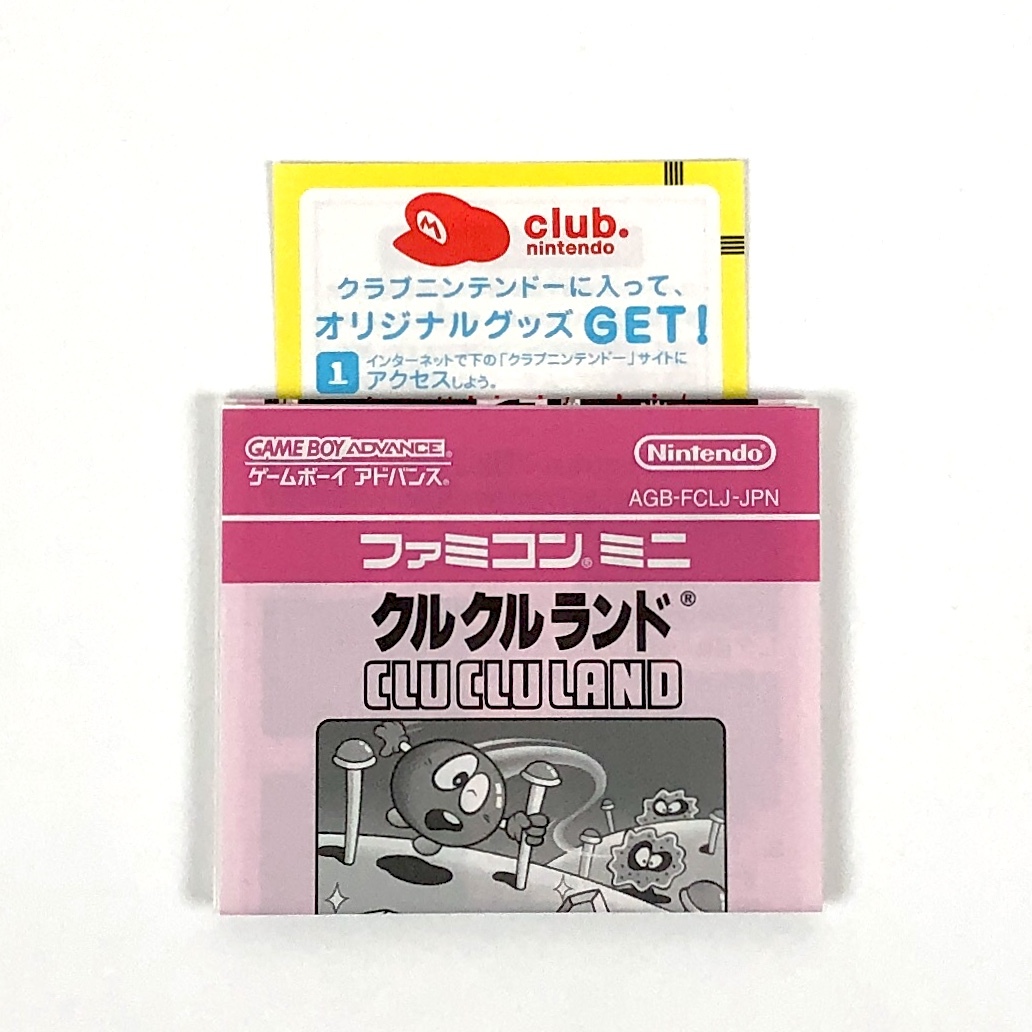 M
club.
nintendo
クラブニンテンドーに入って、
オリジナルグッズ GET!
1 インターネットで下の「クラブニンテンドー」サイトに
アクセスしよう。
GAME BOY ADVANCE®
ゲームボーイ アドバンス®
Nintendo®
AGB-FCLJ-JPN
ファミコン® ミニ
クルクルランド®
CLU CLU LAND